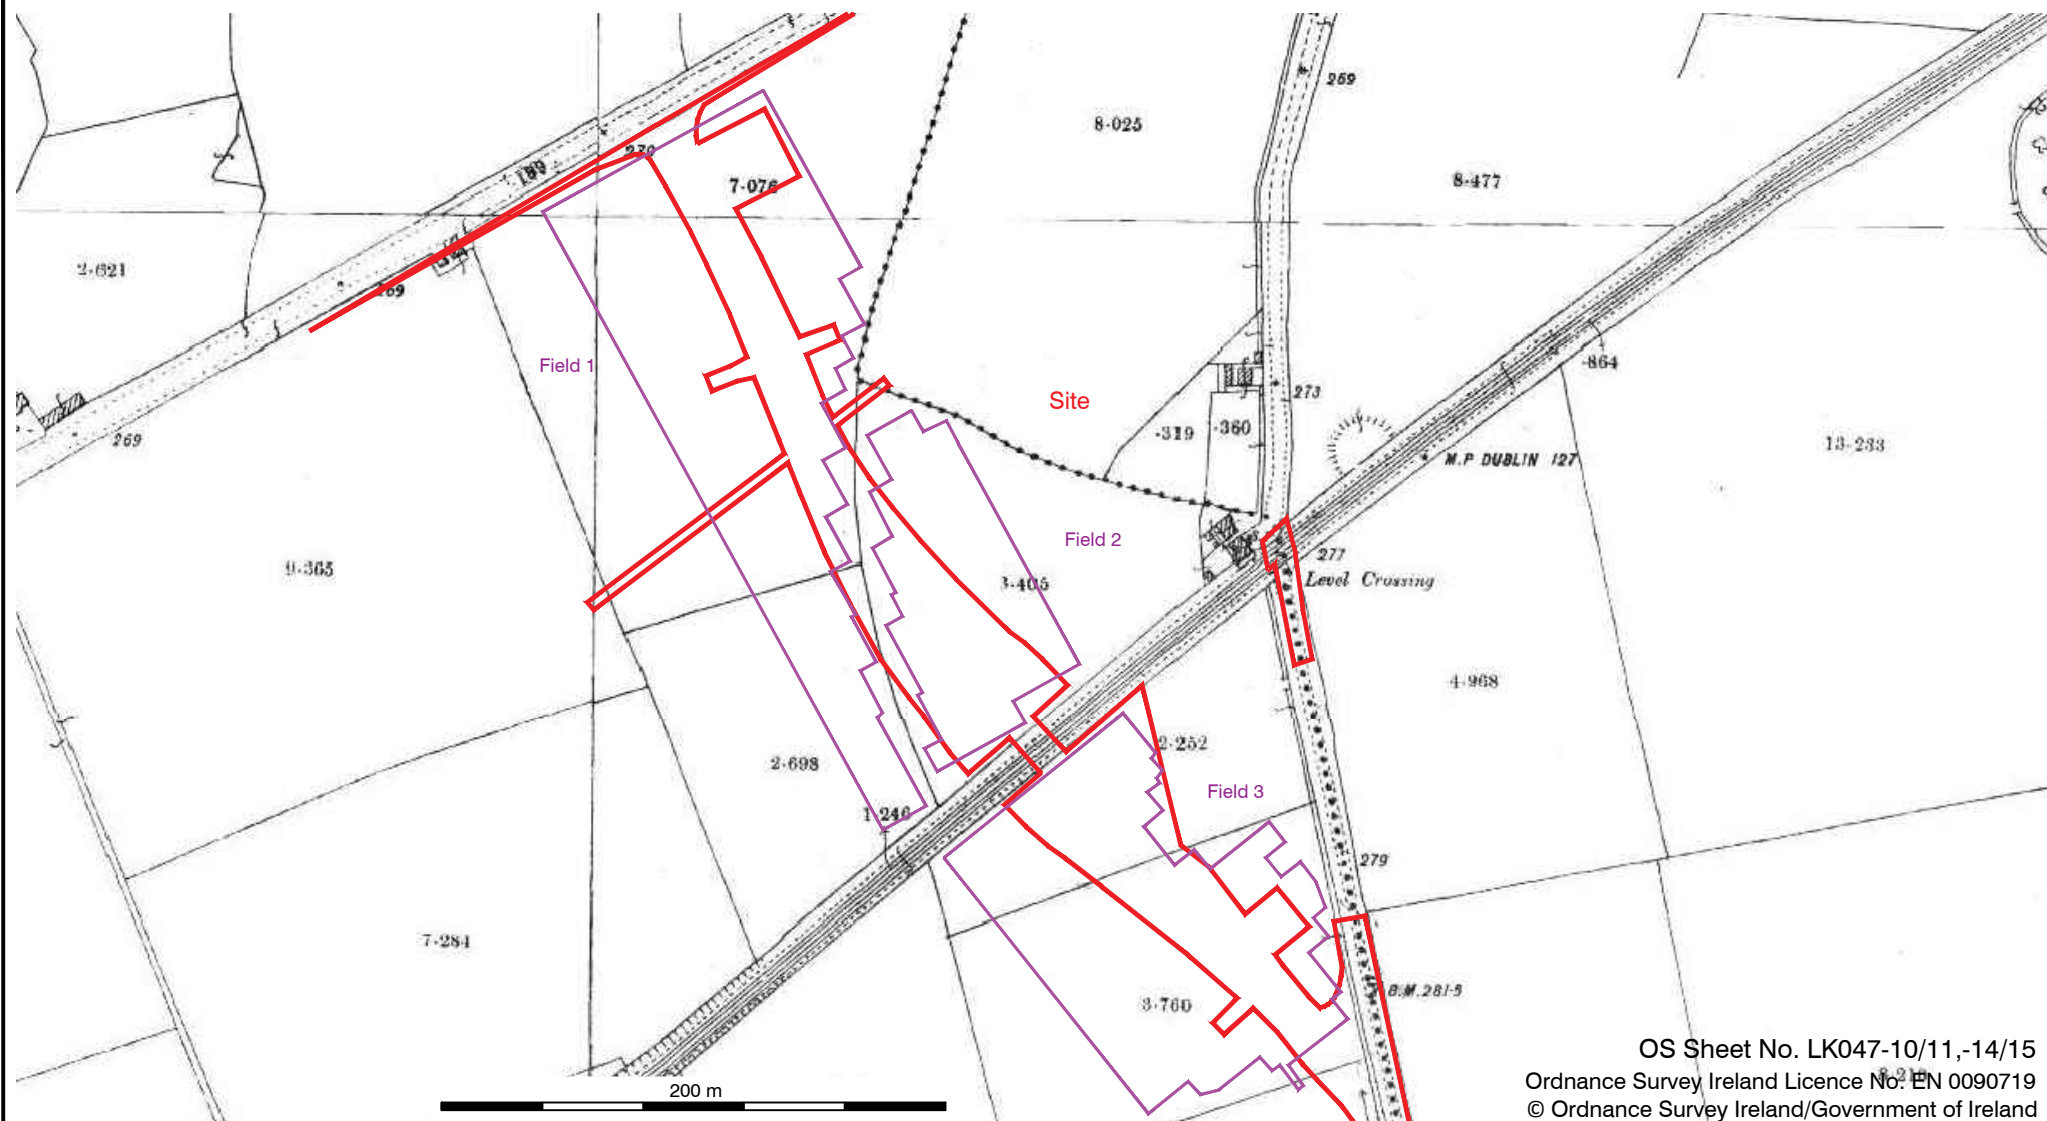 259
8·025
8·477
270
189
7·076
2·621
269
Field 1
-864
273
Site
269
·319
·360
13·233
M.P DUBLIN 127
Field 2
277
9·365
3·405
Level Crossing
4·968
2·252
2·698
Field 3
1·246
279
7·284
3·760
B.M.281·5
OS Sheet No. LK047-10/11,-14/15
Ordnance Survey Ireland Licence No. EN 0090719
200 m
© Ordnance Survey Ireland/Government of Ireland